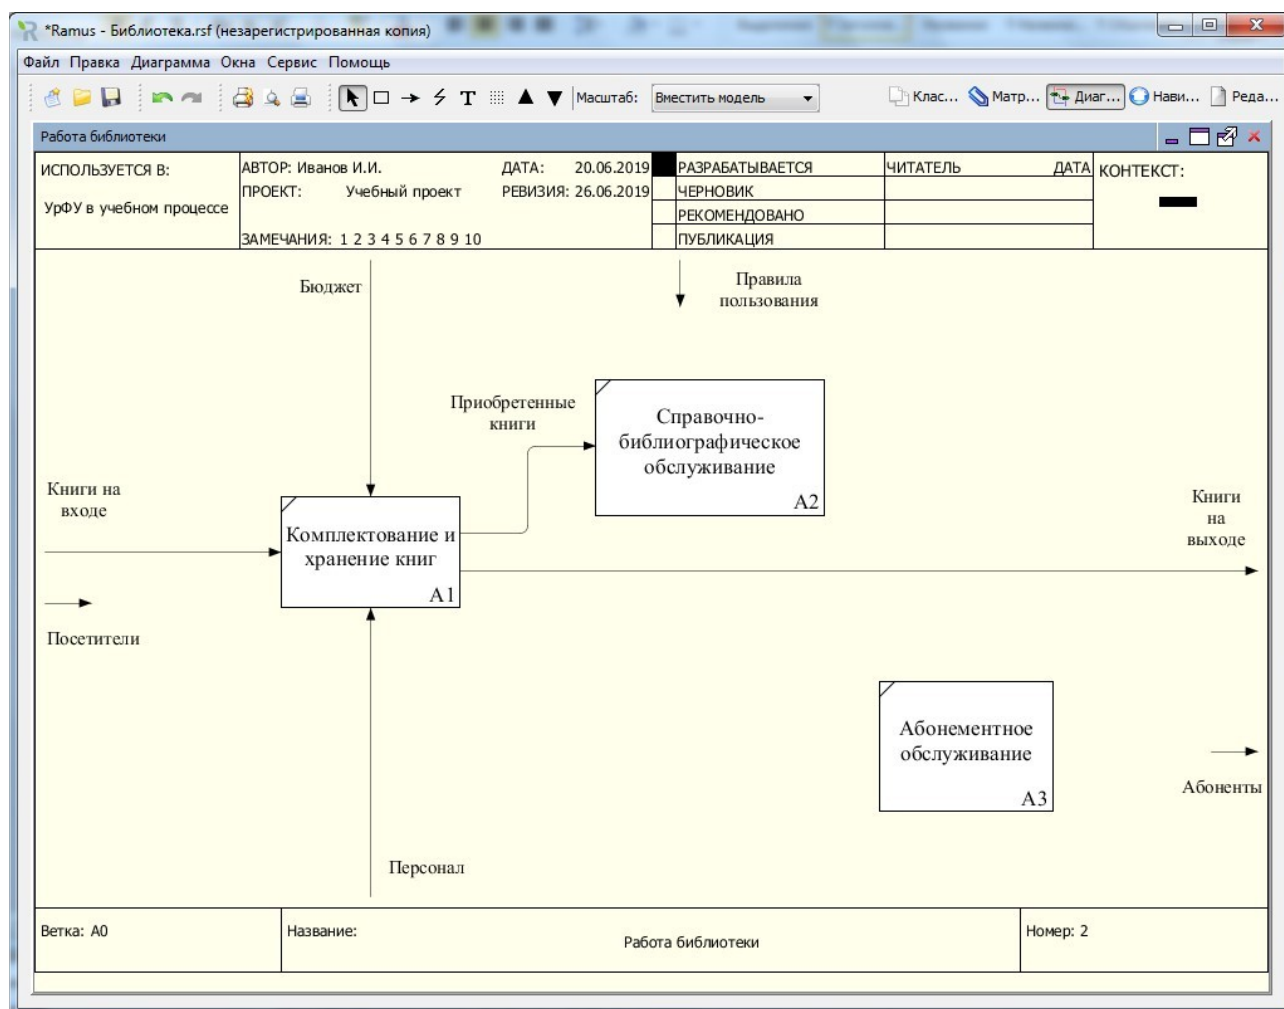 *Ramus - Библиотека.rsf (незарегистрированная копия)
Файл Правка Диаграмма Окна Сервис Помощь
Масштаб: Вместить модель Клас... Матр... Диаг... Нави... Реда...
Работа библиотеки
ИСПОЛЬЗУЕТСЯ В:
УрФУ в учебном процессе
АВТОР: Иванов И.И. ДАТА: 20.06.2019
ПРОЕКТ: Учебный проект РЕВИЗИЯ: 26.06.2019
ЗАМЕЧАНИЯ: 1 2 3 4 5 6 7 8 9 10
РАЗРАБАТЫВАЕТСЯ
ЧЕРНОВИК
РЕКОМЕНДОВАНО
ПУБЛИКАЦИЯ
ЧИТАТЕЛЬ ДАТА
КОНТЕКСТ:
Бюджет
Правила
пользования
Приобретенные
книги
Справочно-
библиографическое
обслуживание
A2
Книги на
входе
Комплектование и
хранение книг
A1
Книги
на
выходе
Посетители
Абонементное
обслуживание
A3
Абоненты
Персонал
Ветка: A0
Название:
Работа библиотеки
Номер: 2